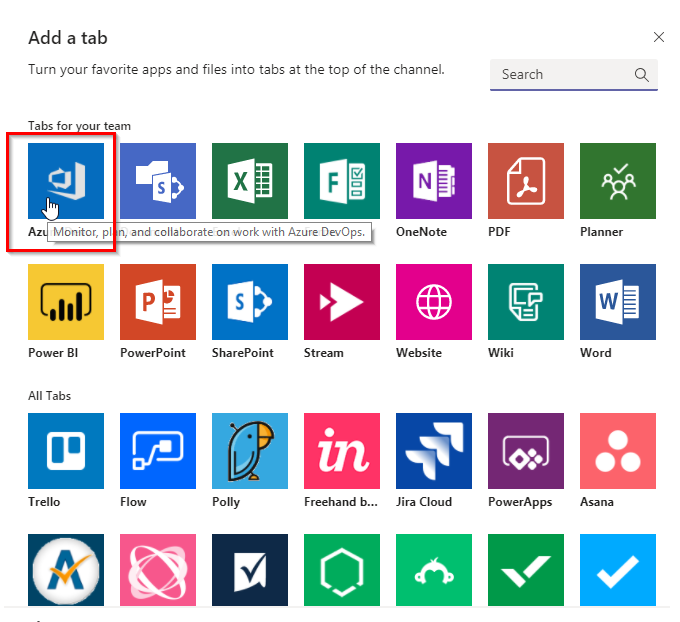 Add a tab
Turn your favorite apps and files into tabs at the top of the channel.
Search
Tabs for your team
X
F
N
Azu
Monitor, plan, and collaborate on work with Azure DevOps.
OneNote
PDF
Planner
P
S
W
Power BI
PowerPoint
SharePoint
Stream
Website
Wiki
Word
All Tabs
in
Trello
Flow
Polly
Freehand b...
Jira Cloud
PowerApps
Asana
A